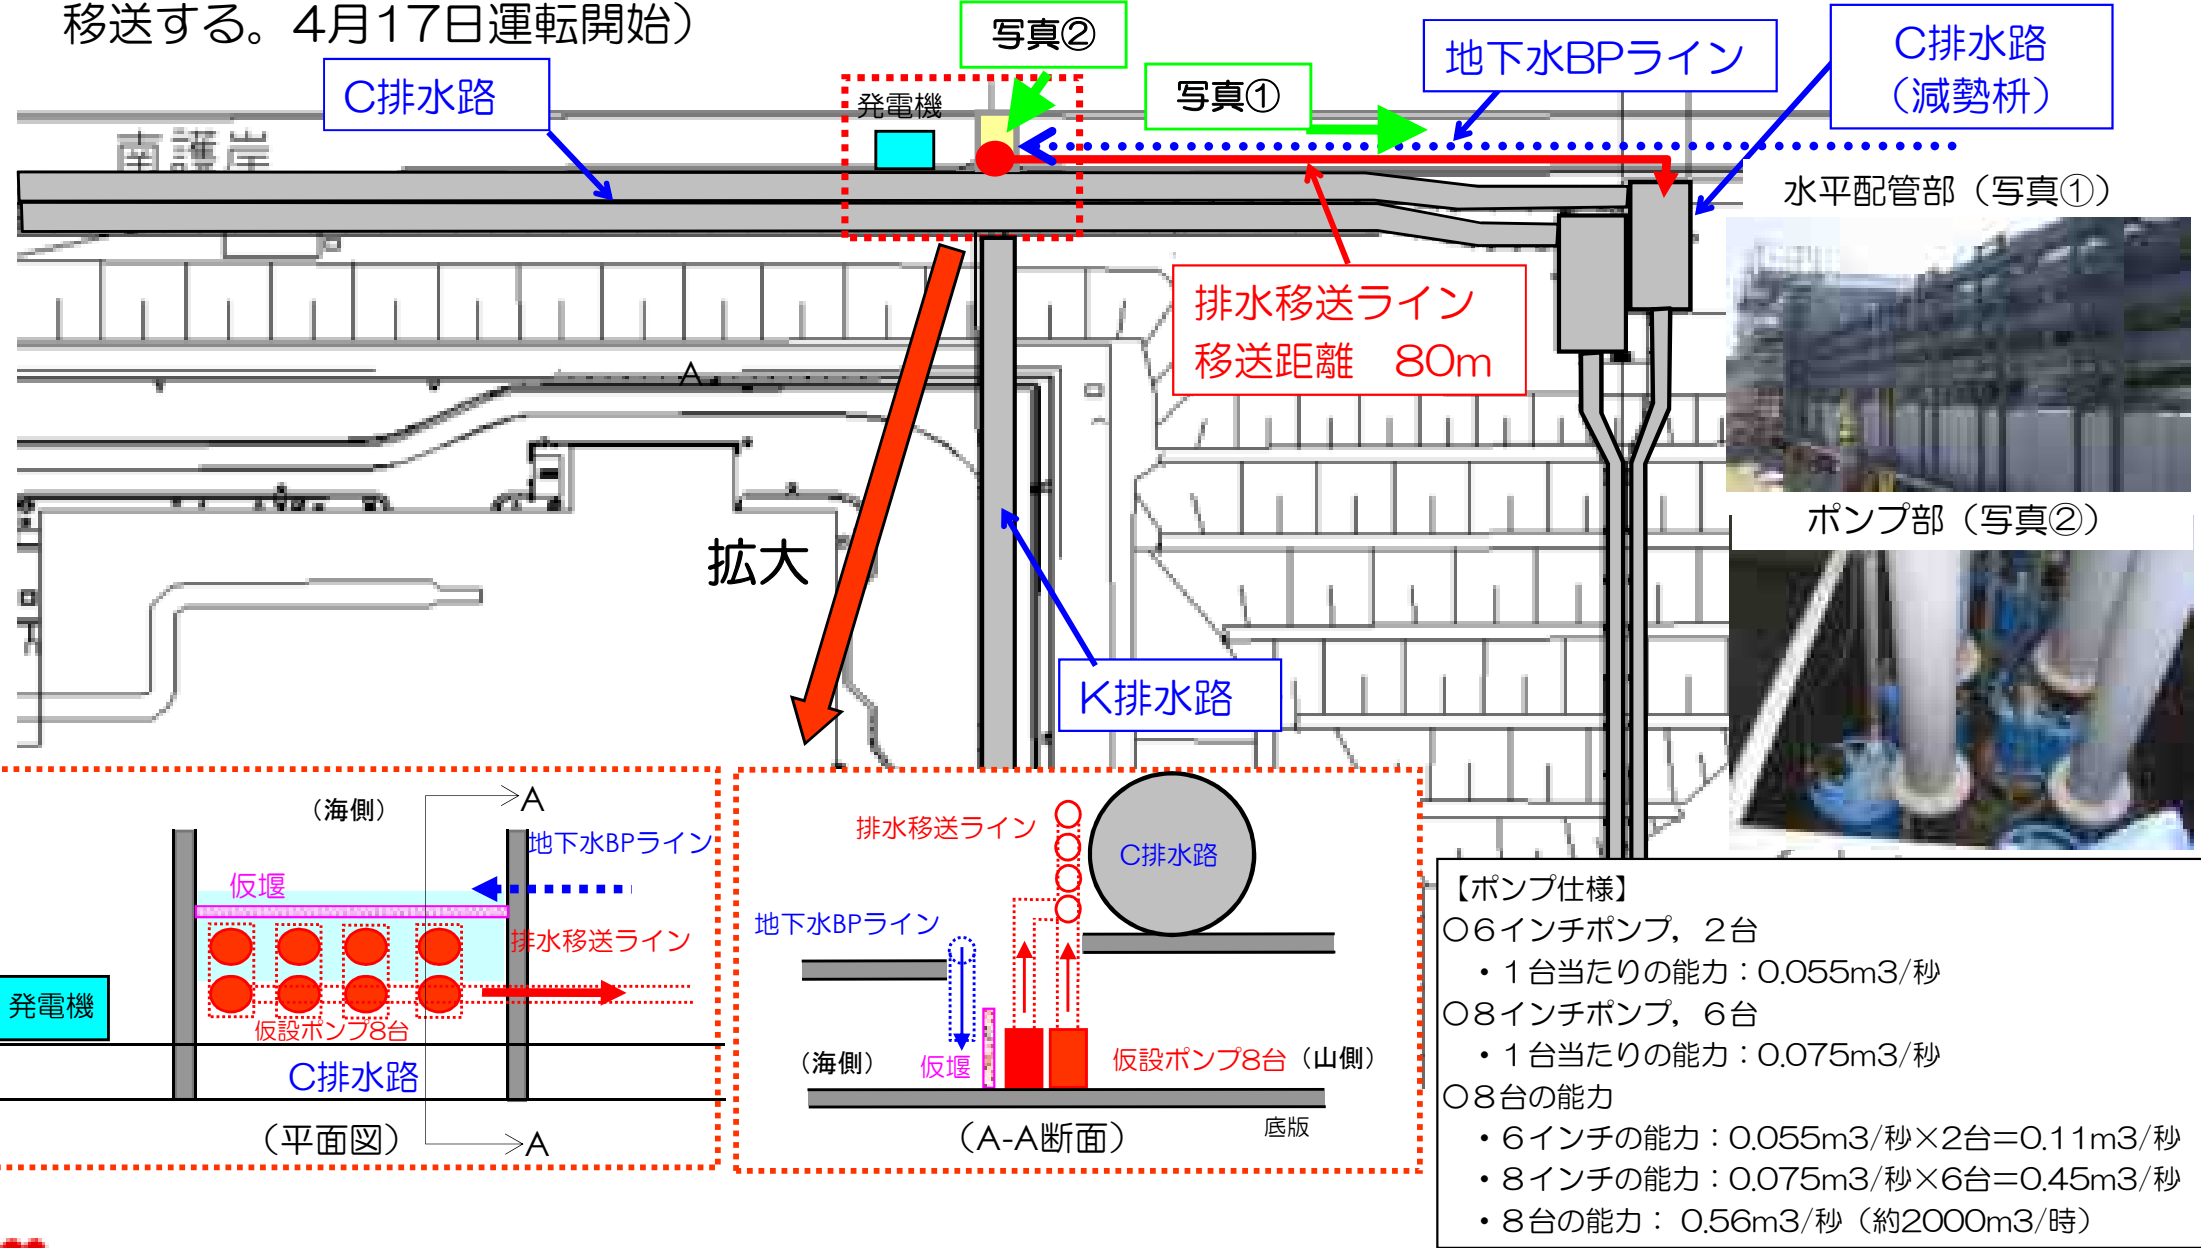 移送する。4月17日運転開始）
写真②
C排水路
地下水BPライン
C排水路
（減勢枡）
写真①
発電機
南護岸
水平配管部（写真①）
排水移送ライン
移送距離　80m
A
ポンプ部（写真②）
拡大
K排水路
（海側）
A
地下水BPライン
仮堰
排水移送ライン
発電機
仮設ポンプ8台
C排水路
（平面図）
A
排水移送ライン
C排水路
地下水BPライン
（海側）
仮堰
仮設ポンプ8台
（山側）
底版
（A-A断面）
【ポンプ仕様】
○6インチポンプ，2台
・1台当たりの能力：0.055m3/秒
○8インチポンプ，6台
・1台当たりの能力：0.075m3/秒
○8台の能力
・6インチの能力：0.055m3/秒×2台＝0.11m3/秒
・8インチの能力：0.075m3/秒×6台＝0.45m3/秒
・8台の能力： 0.56m3/秒（約2000m3/時）